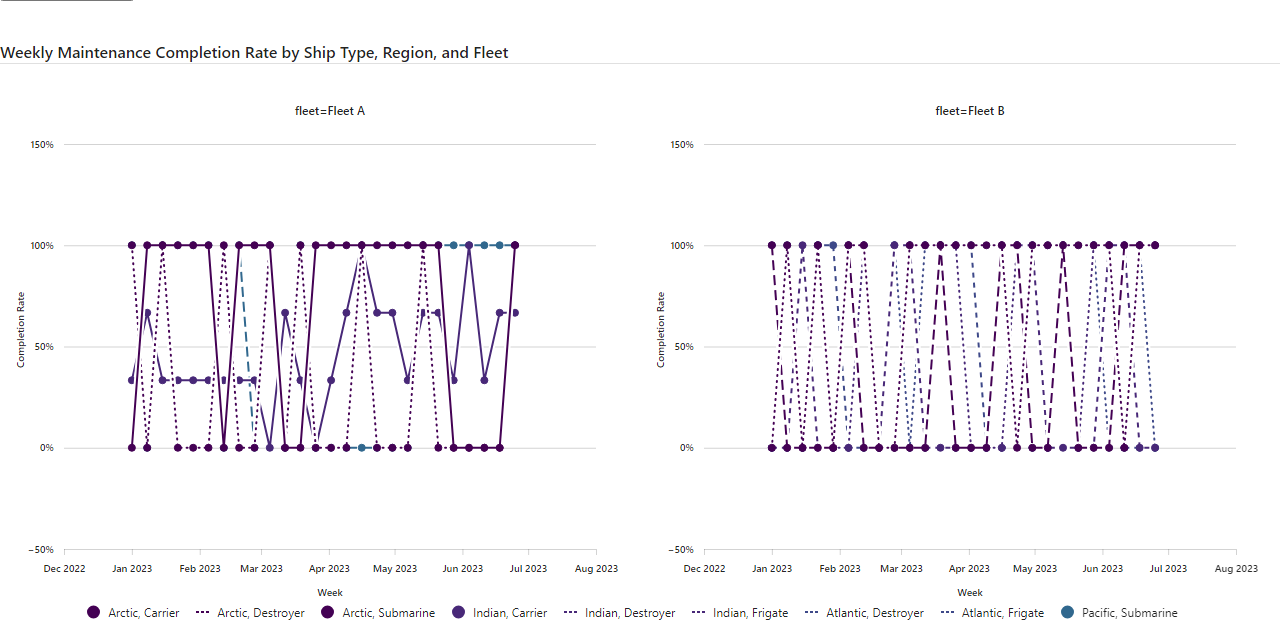 Weekly Maintenance Completion Rate by Ship Type, Region, and Fleet
fleet=Fleet A
fleet=Fleet B
150%
100%
50%
0%
−50%
Completion Rate
Dec 2022 Jan 2023 Feb 2023 Mar 2023 Apr 2023 May 2023 Jun 2023 Jul 2023 Aug 2023
Week
150%
100%
50%
0%
−50%
Completion Rate
Dec 2022 Jan 2023 Feb 2023 Mar 2023 Apr 2023 May 2023 Jun 2023 Jul 2023 Aug 2023
Week
Arctic, Carrier Arctic, Destroyer Arctic, Submarine Indian, Carrier Indian, Destroyer Indian, Frigate Atlantic, Destroyer Atlantic, Frigate Pacific, Submarine